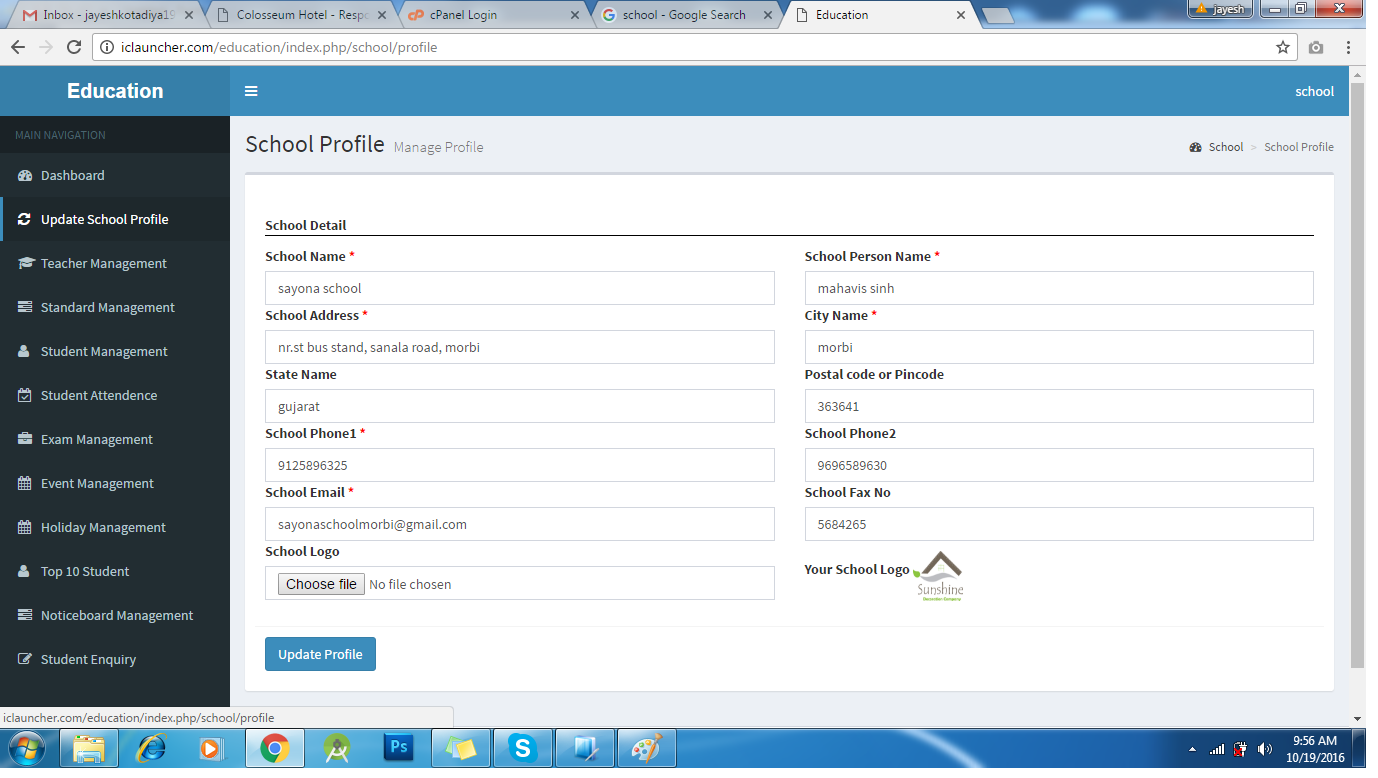 Inbox - jayeshkotadiya19
Colosseum Hotel - Respo
cPanel Login
school - Google Search
Education
jayesh
iclauncher.com/education/index.php/school/profile
Education
school
MAIN NAVIGATION
Dashboard
Update School Profile
Teacher Management
Standard Management
Student Management
Student Attendence
Exam Management
Event Management
Holiday Management
Top 10 Student
Noticeboard Management
Student Enquiry
School Profile Manage Profile
School > School Profile
School Detail
School Name *
School Person Name *
sayona school
mahavis sinh
School Address *
City Name *
nr.st bus stand, sanala road, morbi
morbi
State Name
Postal code or Pincode
gujarat
363641
School Phone1 *
School Phone2
9125896325
9696589630
School Email *
School Fax No
sayonaschoolmorbi@gmail.com
5684265
School Logo
Choose file No file chosen
Your School Logo
Sunshine
Update Profile
iclauncher.com/education/index.php/school/profile
Ps
9:56 AM
10/19/2016